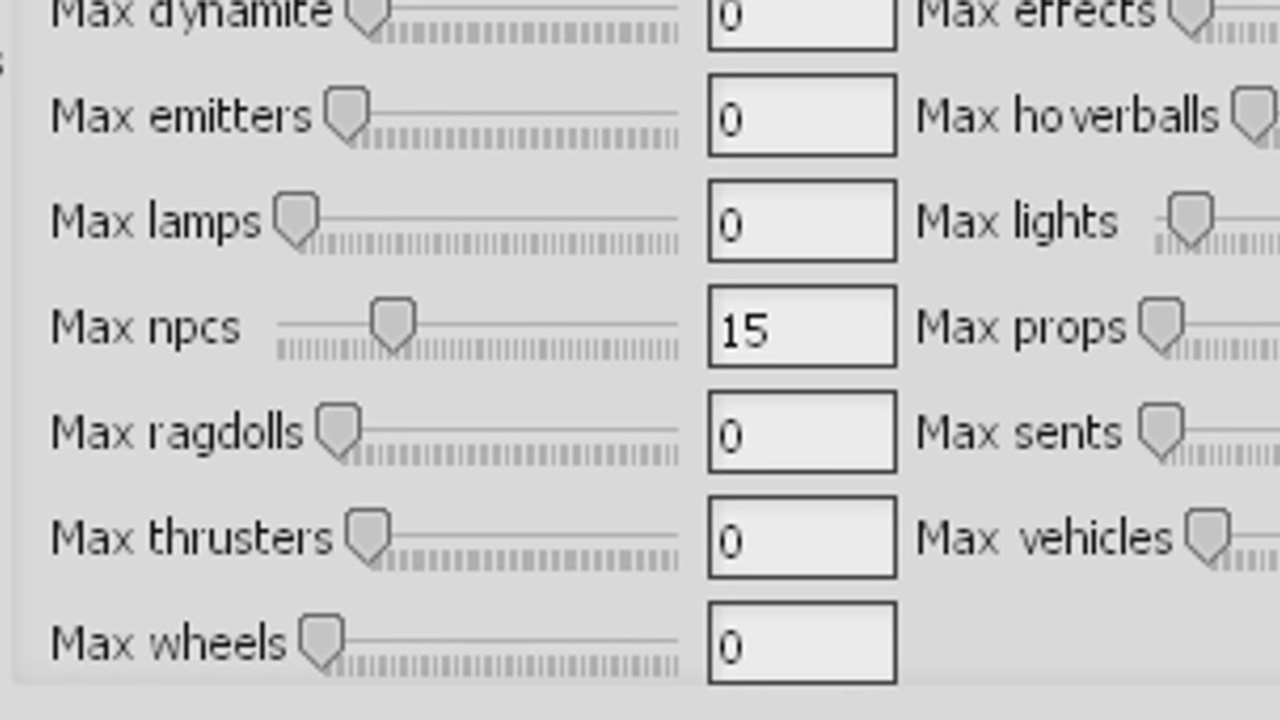 Max dynamite 0 Max effects
Max emitters 0 Max hoverballs
Max lamps 0 Max lights
Max npcs 15 Max props
Max ragdolls 0 Max sents
Max thrusters 0 Max vehicles
Max wheels 0